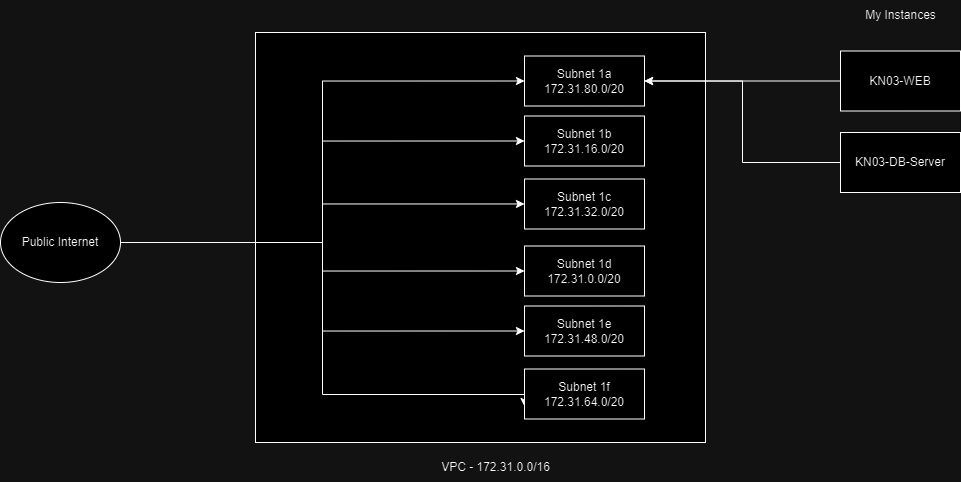 My Instances
Subnet 1a
172.31.80.0/20
KN03-WEB
Subnet 1b
172.31.16.0/20
KN03-DB-Server
Subnet 1c
172.31.32.0/20
Public Internet
Subnet 1d
172.31.0.0/20
Subnet 1e
172.31.48.0/20
Subnet 1f
172.31.64.0/20
VPC - 172.31.0.0/16